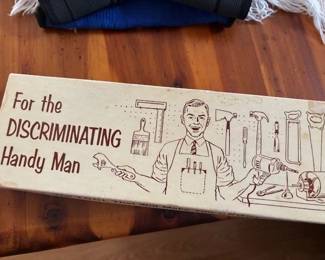 For the
DISCRIMINATING
Handy Man